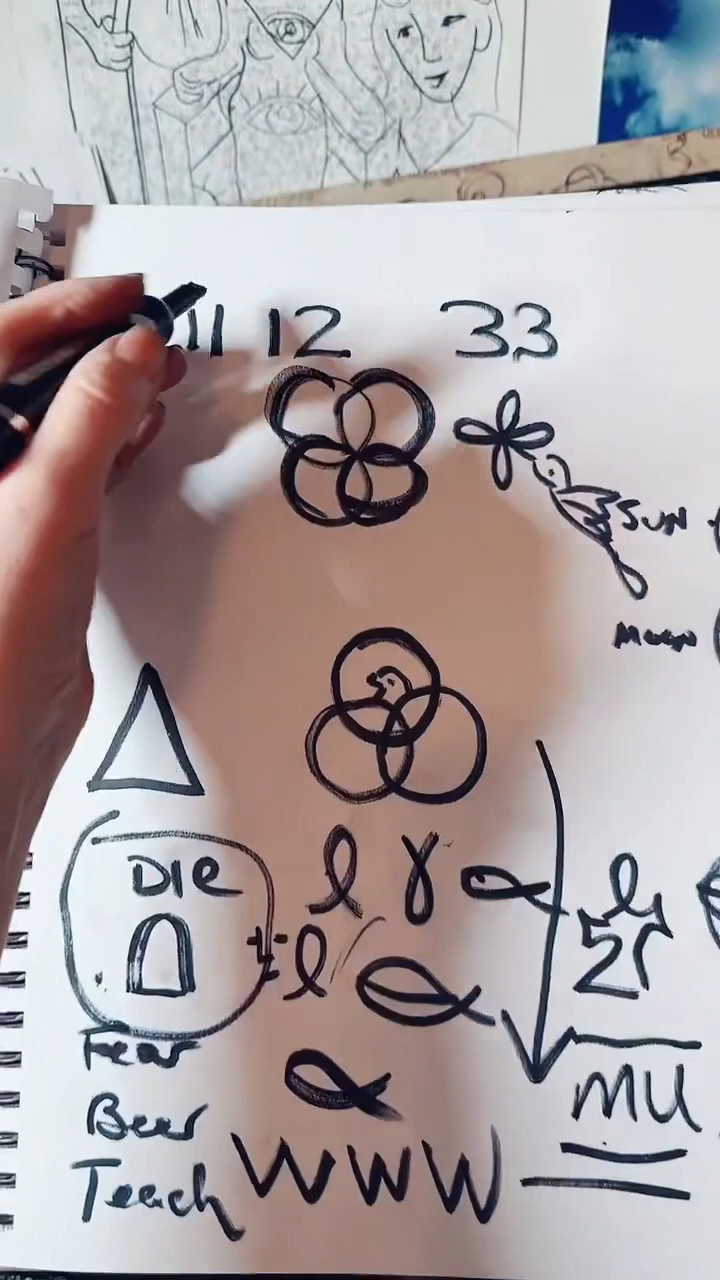 11 12 33
SUN
Moon
DIE
l γ α
l
Fear
MU
Beer
Teach WWW